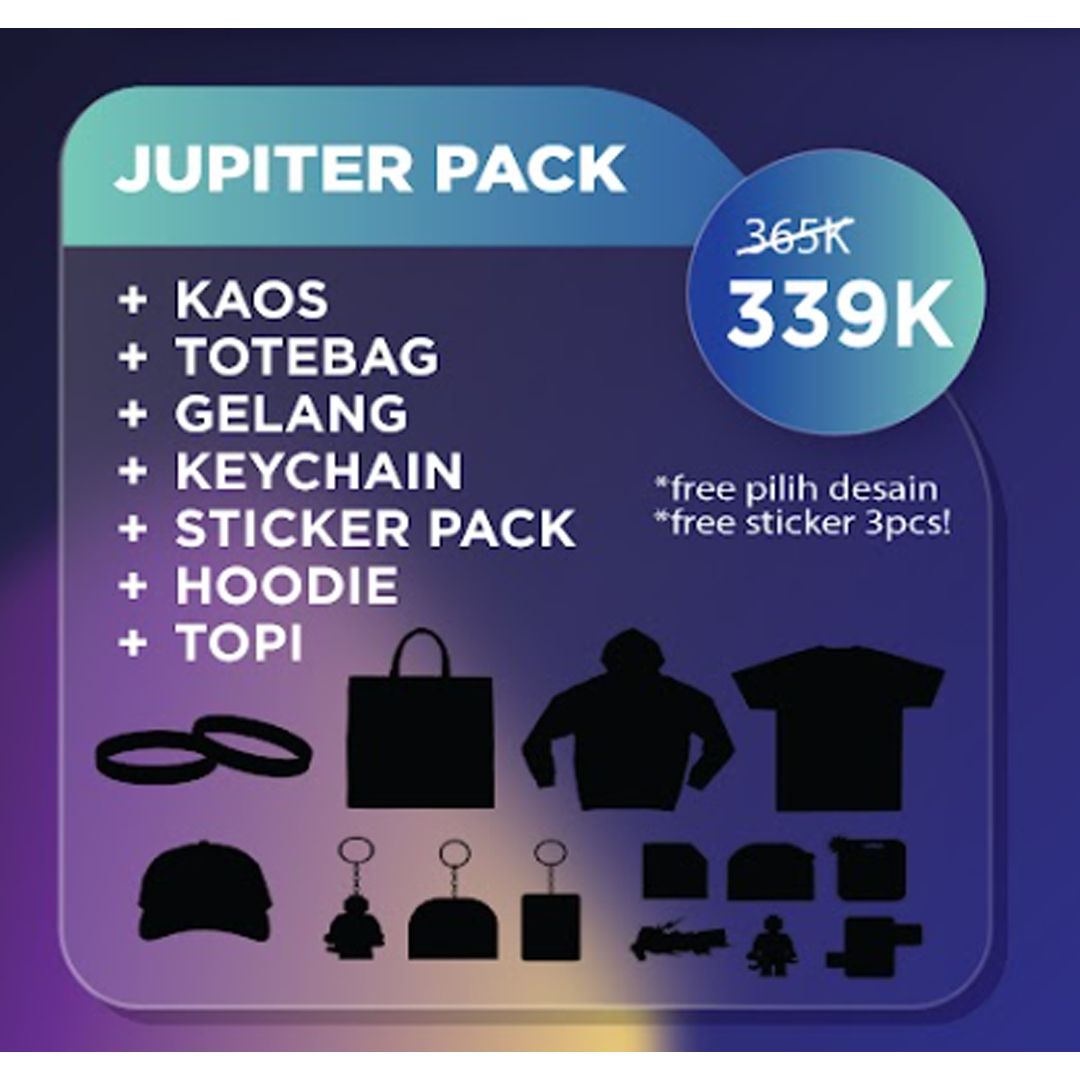 JUPITER PACK
365K
339K
+ KAOS
+ TOTEBAG
+ GELANG
+ KEYCHAIN
+ STICKER PACK
+ HOODIE
+ TOPI
*free pilih desain
*free sticker 3pcs!